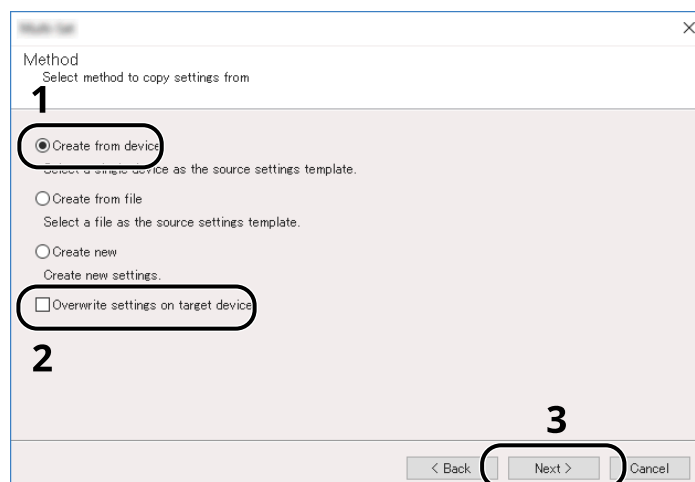 Method
Select method to copy settings from
1
Create from device
Select a single device as the source settings template.
Create from file
Select a file as the source settings template.
Create new
Create new settings.
Overwrite settings on target device
2
3
< Back Next > Cancel